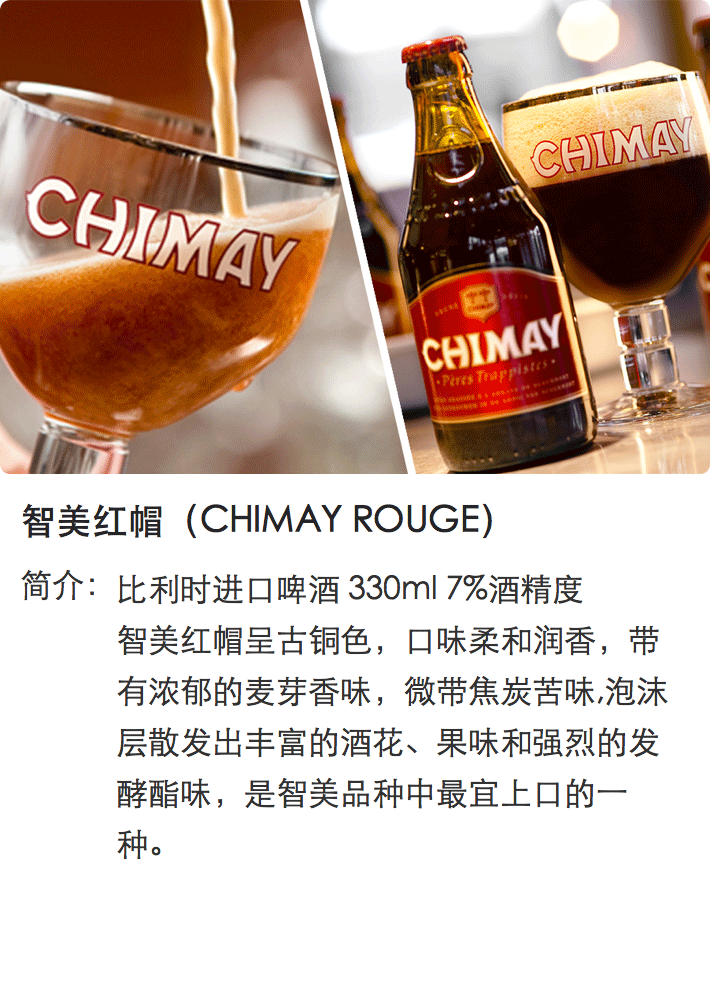 CHIMAY
CHIMAY
CHIMAY
Pères Trappistes
智美红帽（CHIMAY ROUGE）
简介：比利时进口啤酒 330ml 7%酒精度
智美红帽呈古铜色，口味柔和润香，带
有浓郁的麦芽香味，微带焦炭苦味,泡沫
层散发出丰富的酒花、果味和强烈的发
酵酯味，是智美品种中最宜上口的一
种。